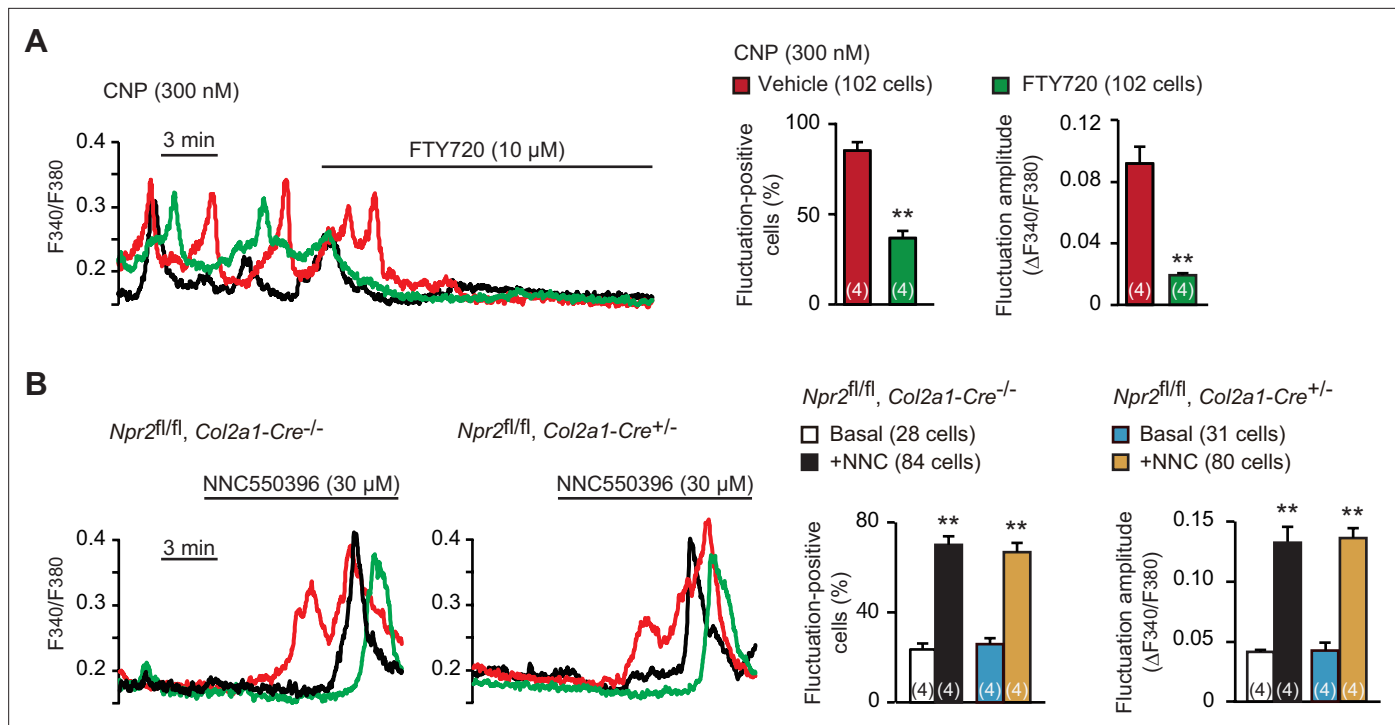 A
CNP (300 nM)
3 min
FTY720 (10 µM)
F340/F380
0.4
0.3
0.2
CNP (300 nM)
Vehicle (102 cells)
FTY720 (102 cells)
Fluctuation-positive
cells (%)
100
50
0
(4)
(4)
**
Fluctuation amplitude
(ΔF340/F380)
0.12
0.08
0.04
0
(4)
(4)
**
B
Npr2fl/fl, Col2a1-Cre-/-
NNC550396 (30 µM)
3 min
F340/F380
0.4
0.3
0.2
Npr2fl/fl, Col2a1-Cre+/-
NNC550396 (30 µM)
0.4
0.3
0.2
Npr2fl/fl, Col2a1-Cre-/-
Basal (28 cells)
+NNC (84 cells)
Npr2fl/fl, Col2a1-Cre+/-
Basal (31 cells)
+NNC (80 cells)
Fluctuation-positive
cells (%)
80
40
0
** **
(4) (4) (4) (4)
Fluctuation amplitude
(ΔF340/F380)
0.15
0.10
0.05
0
** **
(4) (4) (4) (4)